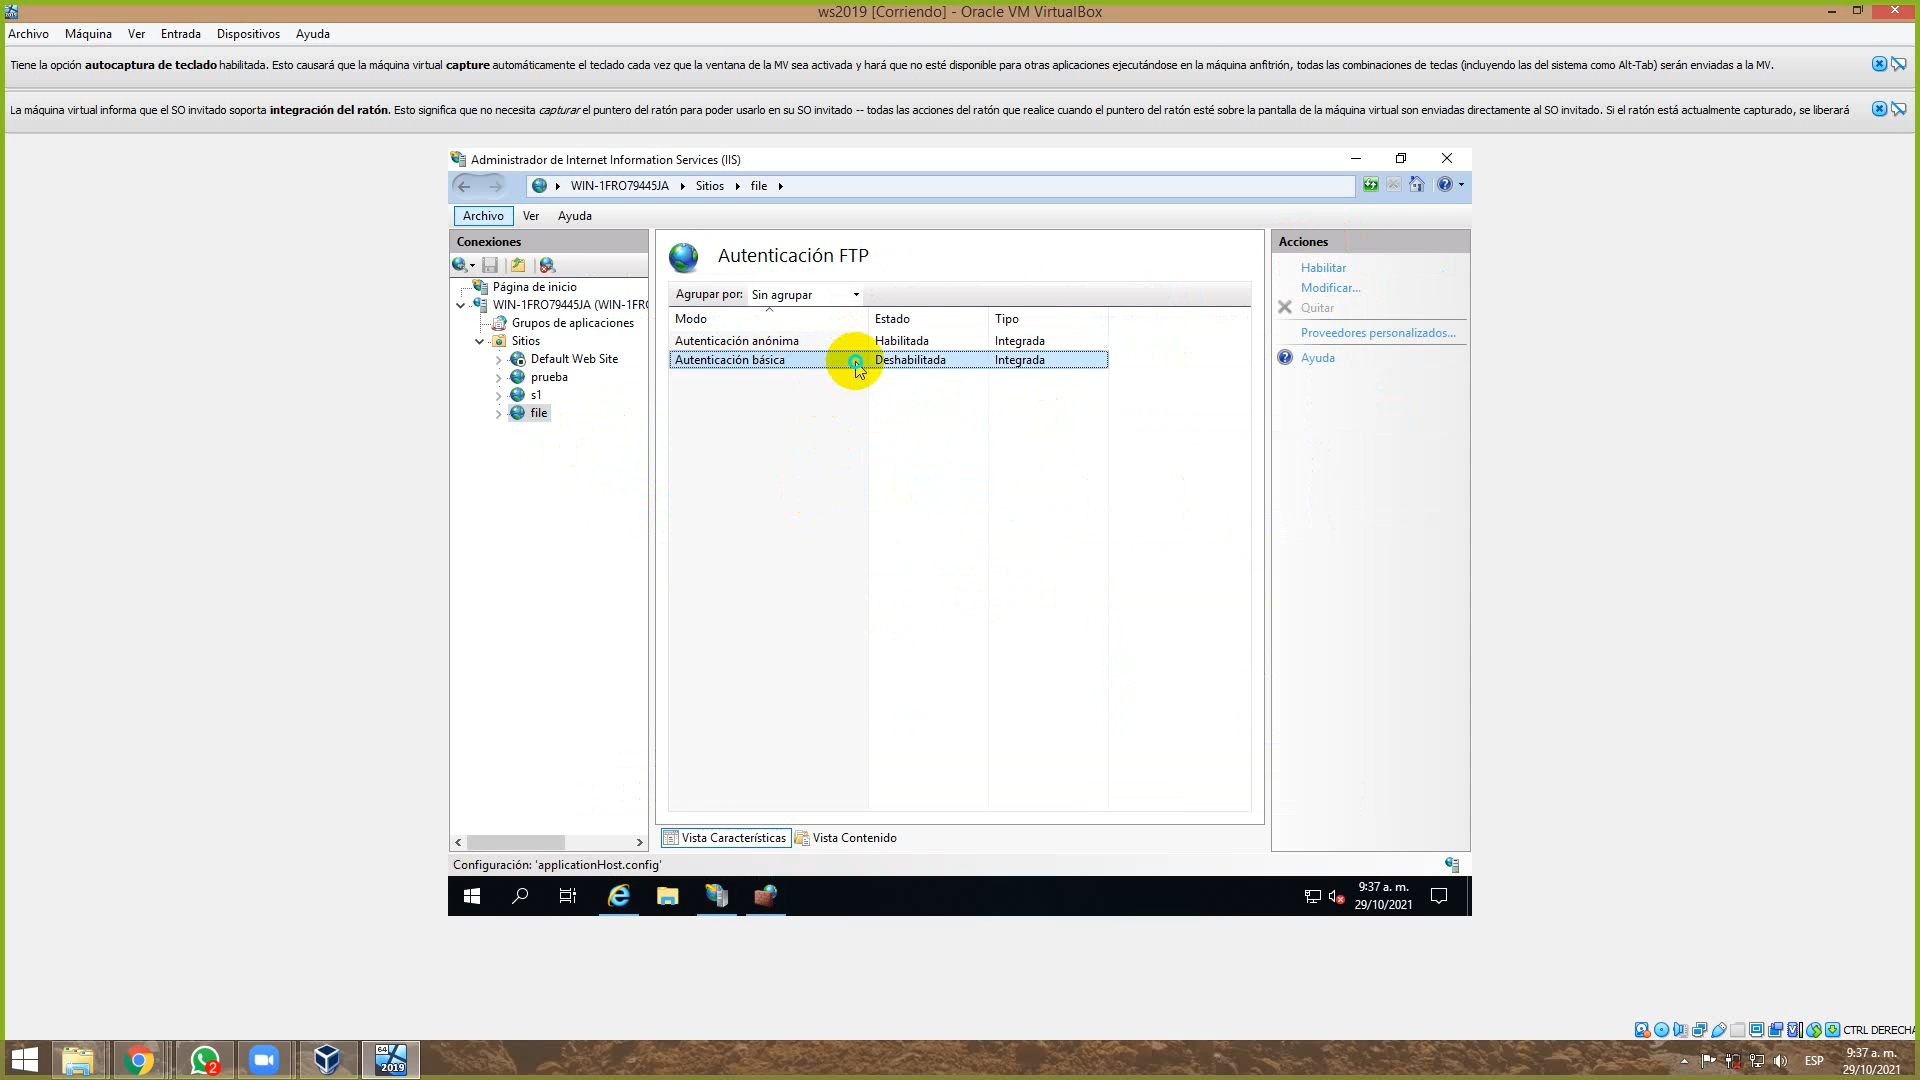 ws2019 [Corriendo] - Oracle VM VirtualBox
Archivo Máquina Ver Entrada Dispositivos Ayuda
Tiene la opción autocaptura de teclado habilitada. Esto causará que la máquina virtual capture automáticamente el teclado cada vez que la ventana de la MV sea activada y hará que no esté disponible para otras aplicaciones ejecutándose en la máquina anfitrión, todas las combinaciones de teclas (incluyendo las del sistema como Alt-Tab) serán enviadas a la MV.
La máquina virtual informa que el SO invitado soporta integración del ratón. Esto significa que no necesita capturar el puntero del ratón para poder usarlo en su SO invitado -- todas las acciones del ratón que realice cuando el puntero del ratón esté sobre la pantalla de la máquina virtual son enviadas directamente al SO invitado. Si el ratón está actualmente capturado, se liberará
Administrador de Internet Information Services (IIS)
WIN-1FRO79445JA Sitios file
Archivo Ver Ayuda
Conexiones
Página de inicio
WIN-1FRO79445JA (WIN-1FR
Grupos de aplicaciones
Sitios
Default Web Site
prueba
s1
file
Autenticación FTP
Agrupar por: Sin agrupar
Modo Estado Tipo
Autenticación anónima Habilitada Integrada
Autenticación básica Deshabilitada Integrada
Acciones
Habilitar
Modificar...
Quitar
Proveedores personalizados...
Ayuda
Vista Características Vista Contenido
Configuración: 'applicationHost.config'
9:37 a. m.
29/10/2021
CTRL DERECHA
2
64
2019
ESP
9:37 a. m.
29/10/2021